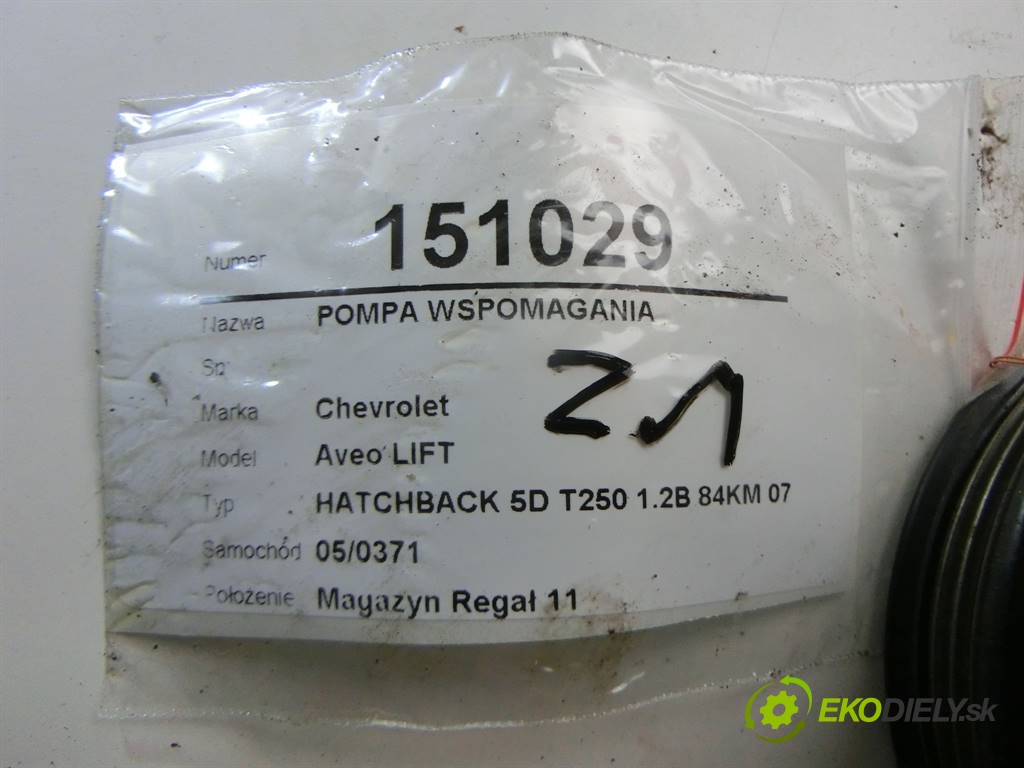 Numer 151029
Nazwa POMPA WSPOMAGANIA
Sn
Marka Chevrolet
Model Aveo LIFT
Typ HATCHBACK 5D T250 1.2B 84KM 07
Samochód 05/0371
Położenie Magazyn Regał 11
EKODIELY.sk